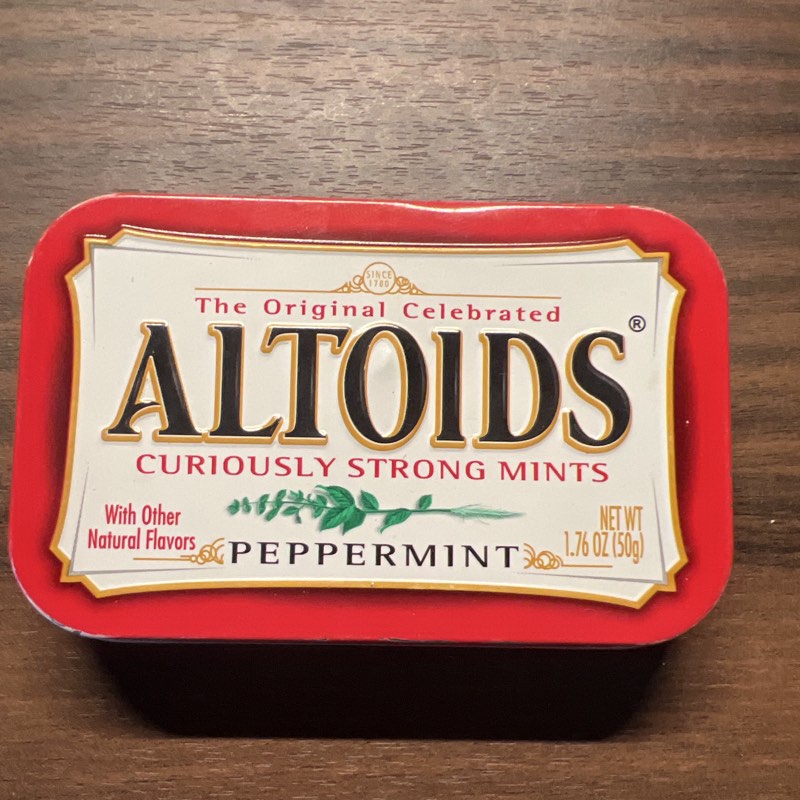 SINCE
1780
The Original Celebrated
ALTOIDS®
CURIOUSLY STRONG MINTS
With Other
Natural Flavors
PEPPERMINT
NET WT
1.76 OZ (50g)